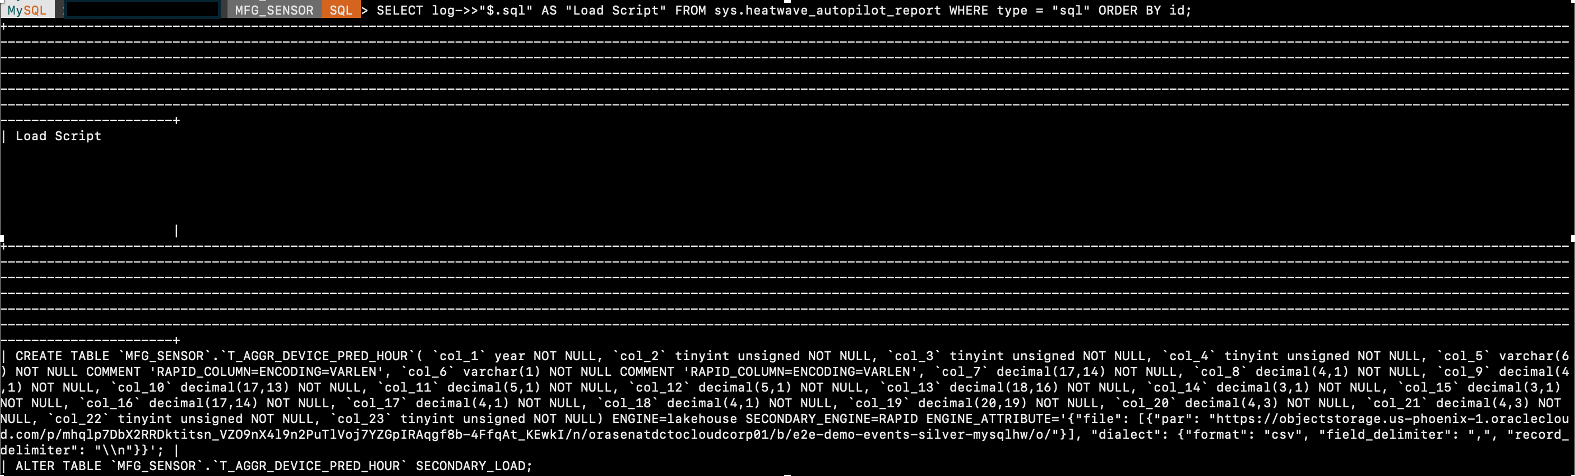 MySQL MFG_SENSOR SQL > SELECT log->>"$.sql" AS "Load Script" FROM sys.heatwave_autopilot_report WHERE type = "sql" ORDER BY id;
| Load Script
|
| CREATE TABLE `MFG_SENSOR`.`T_AGGR_DEVICE_PRED_HOUR`( `col_1` year NOT NULL, `col_2` tinyint unsigned NOT NULL, `col_3` tinyint unsigned NOT NULL, `col_4` tinyint unsigned NOT NULL, `col_5` varchar(6
) NOT NULL COMMENT 'RAPID_COLUMN=ENCODING=VARLEN', `col_6` varchar(1) NOT NULL COMMENT 'RAPID_COLUMN=ENCODING=VARLEN', `col_7` decimal(17,14) NOT NULL, `col_8` decimal(4,1) NOT NULL, `col_9` decimal(4
,1) NOT NULL, `col_10` decimal(17,13) NOT NULL, `col_11` decimal(5,1) NOT NULL, `col_12` decimal(5,1) NOT NULL, `col_13` decimal(18,16) NOT NULL, `col_14` decimal(3,1) NOT NULL, `col_15` decimal(3,1)
NOT NULL, `col_16` decimal(17,14) NOT NULL, `col_17` decimal(4,1) NOT NULL, `col_18` decimal(4,1) NOT NULL, `col_19` decimal(20,19) NOT NULL, `col_20` decimal(4,3) NOT NULL, `col_21` decimal(4,3) NOT
NULL, `col_22` tinyint unsigned NOT NULL, `col_23` tinyint unsigned NOT NULL) ENGINE=lakehouse SECONDARY_ENGINE=RAPID ENGINE_ATTRIBUTE='{"file": [{"par": "https://objectstorage.us-phoenix-1.oracleclou
d.com/p/mhqlp7DbX2RRDktitsn_VZO9nX4l9n2PuTlVoj7YZGpIRAqgf8b-4FfqAt_KEwkI/n/orasenatdctocloudcorp01/b/e2e-demo-events-silver-mysqlhw/o/"}], "dialect": {"format": "csv", "field_delimiter": ",", "record_
delimiter": "\\n"}}'; |
| ALTER TABLE `MFG_SENSOR`.`T_AGGR_DEVICE_PRED_HOUR` SECONDARY_LOAD;